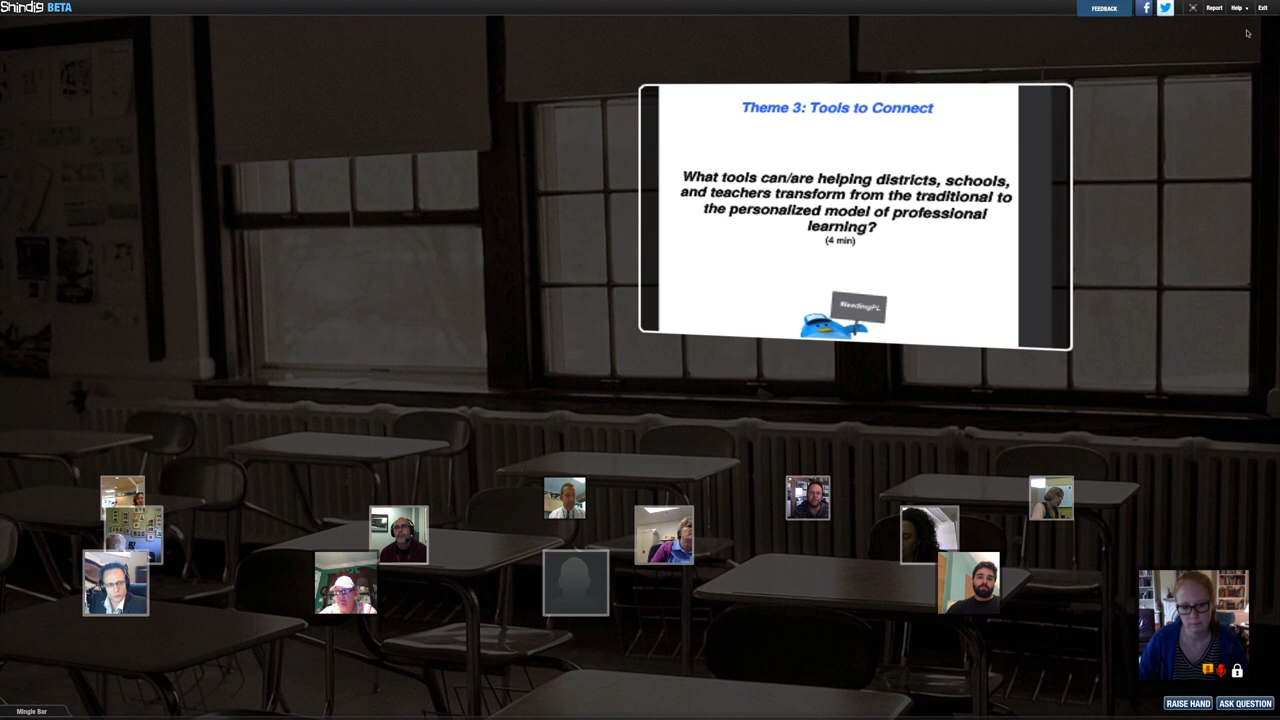 Shindig BETA
FEEDBACK
Report
Help
Exit
Theme 3: Tools to Connect
What tools can/are helping districts, schools,
and teachers transform from the traditional to
the personalized model of professional
learning?
(4 min)
Mingle Bar
RAISE HAND
ASK QUESTION